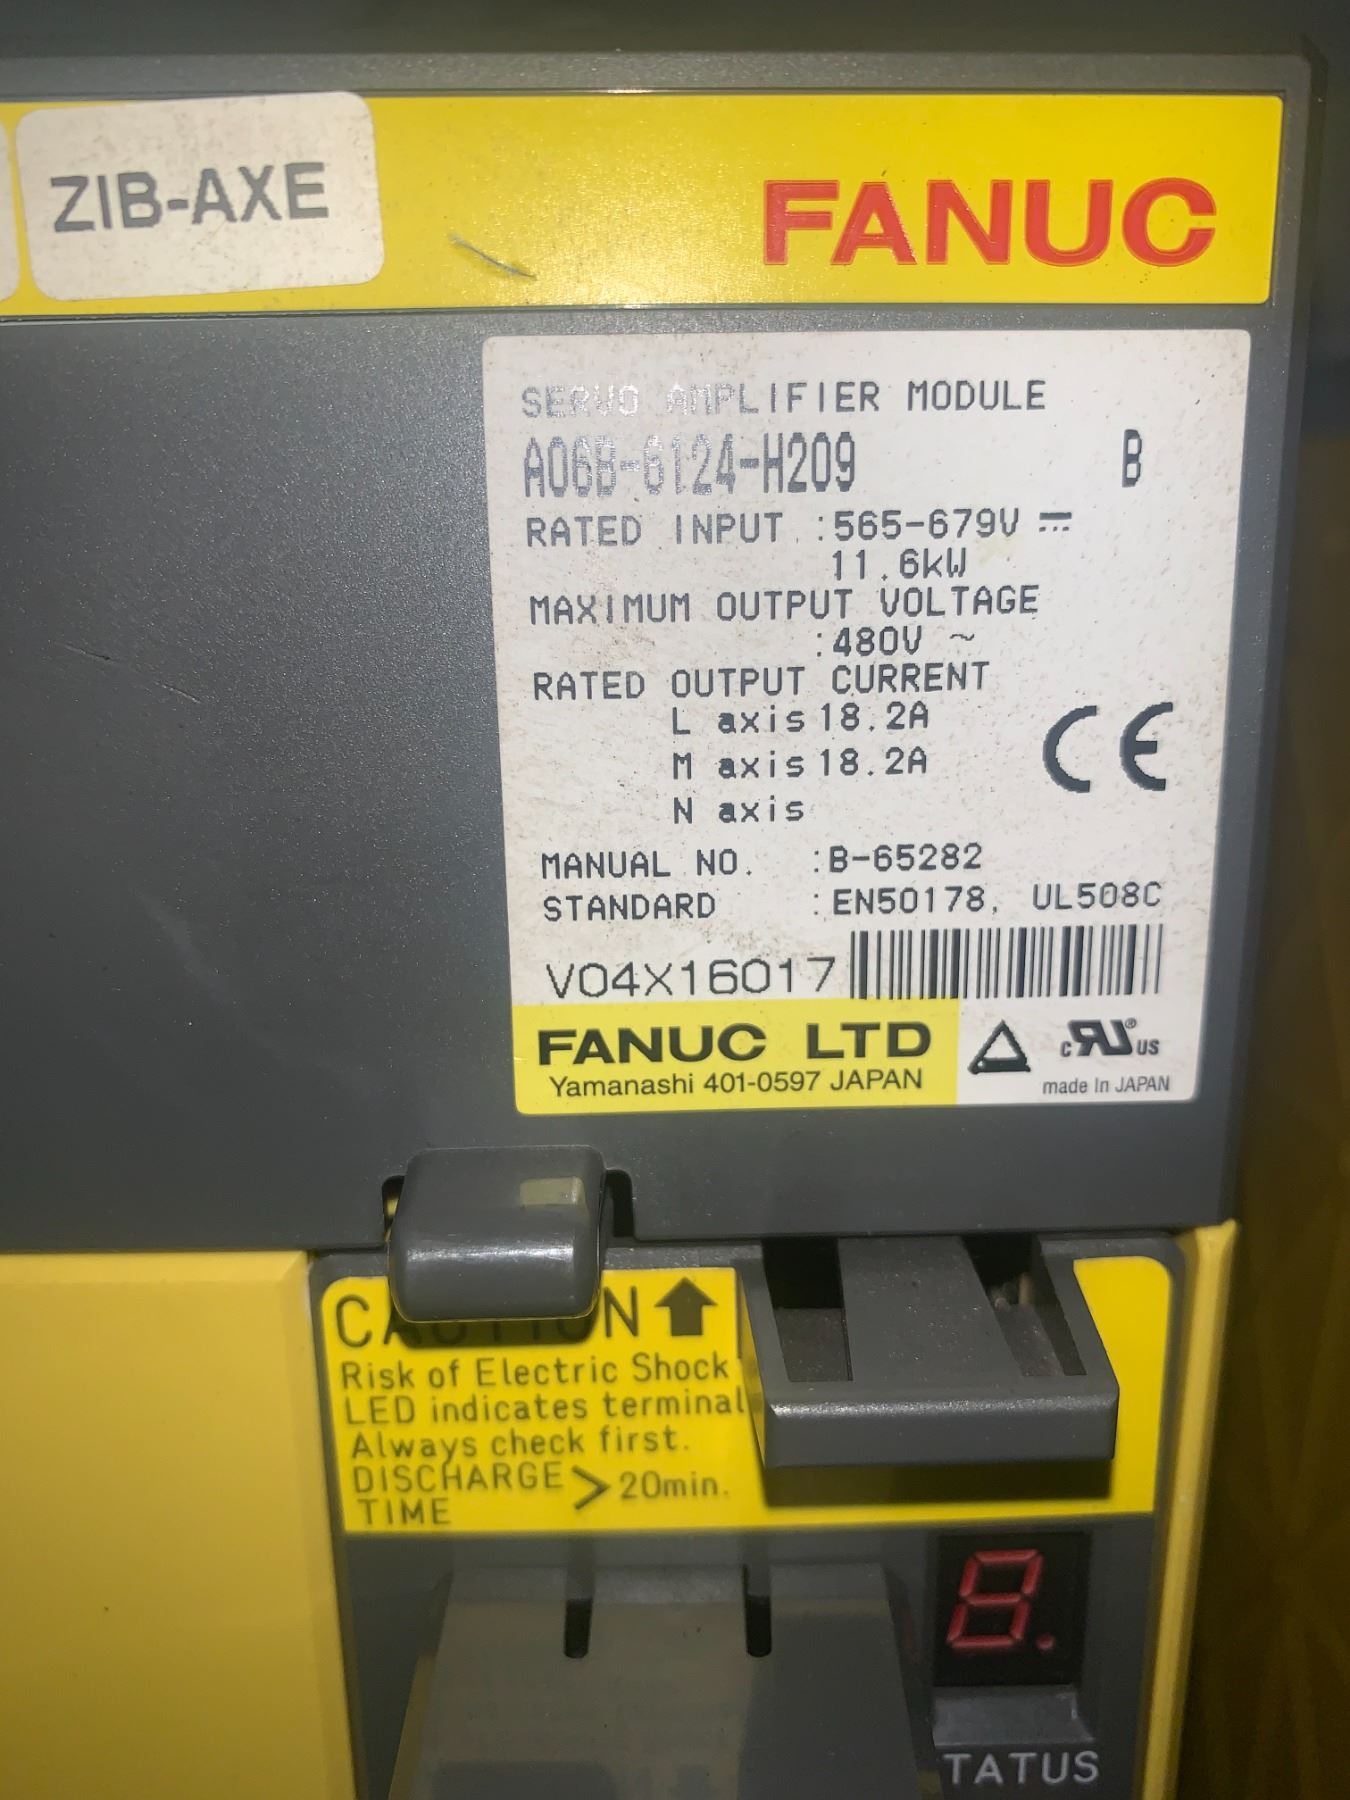 ZIB-AXE
FANUC
SERVO AMPLIFIER MODULE
A06B-6124-H209 B
RATED INPUT :565-679V ⎓
11.6kW
MAXIMUM OUTPUT VOLTAGE
:480V ~
RATED OUTPUT CURRENT
L axis 18.2A
M axis 18.2A
N axis
CE
MANUAL NO. :B-65282
STANDARD :EN50178, UL508C
V04X16017
FANUC LTD
Yamanashi 401-0597 JAPAN
c RU ® US
made In JAPAN
CAUTION
Risk of Electric Shock
LED indicates terminal
Always check first.
DISCHARGE TIME > 20min.
8.
TATUS